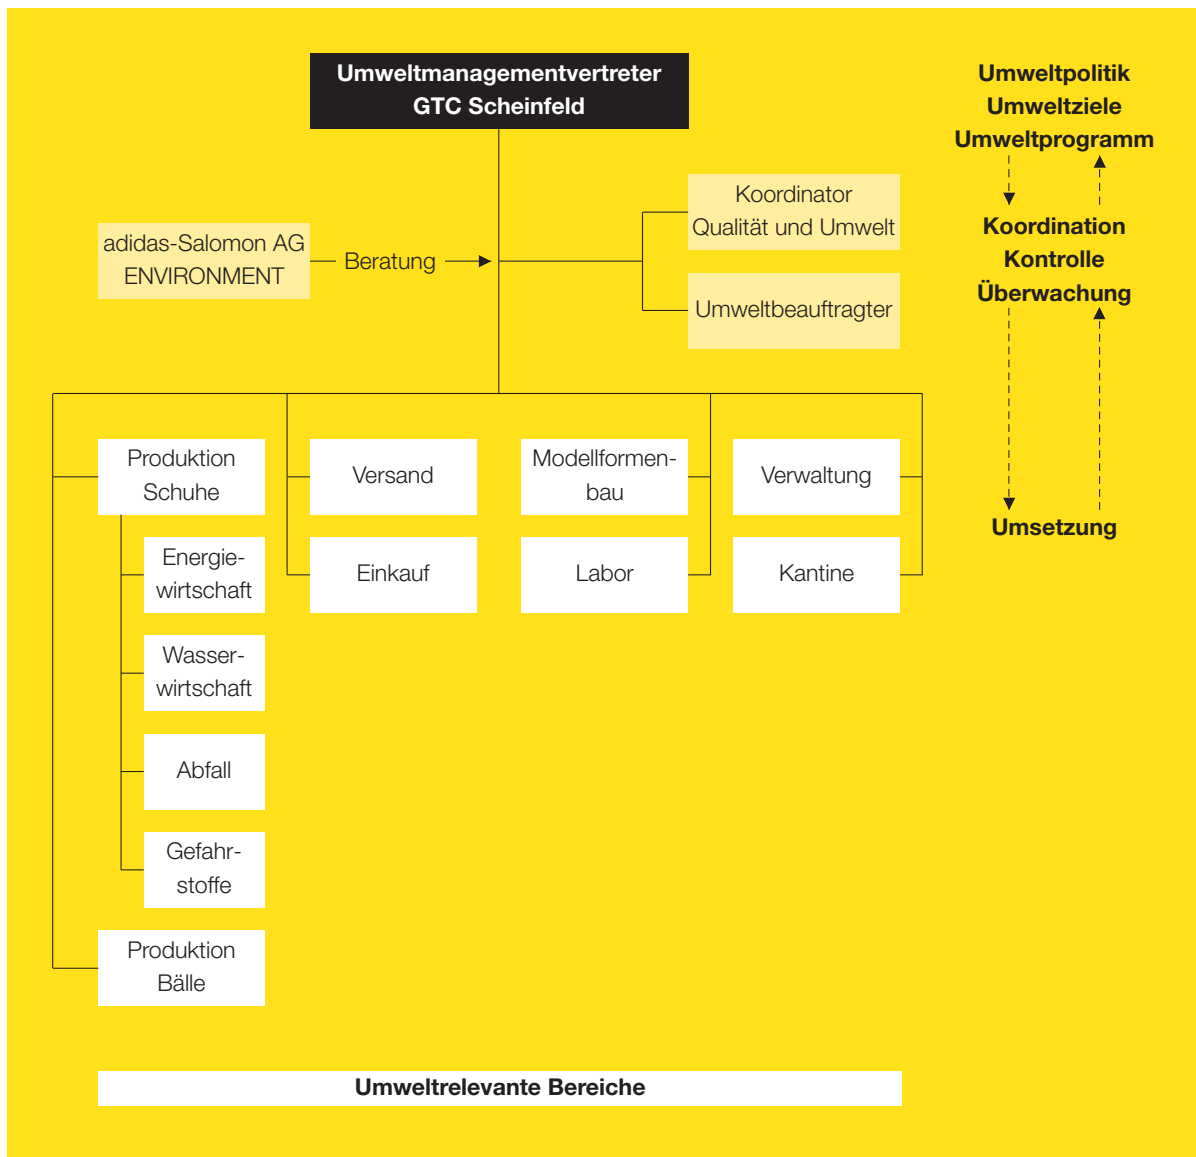 Umweltmanagementvertreter
GTC Scheinfeld
Umweltpolitik
Umweltziele
Umweltprogramm
Koordinator
Qualität und Umwelt
adidas-Salomon AG
ENVIRONMENT
Beratung
Umweltbeauftragter
Koordination
Kontrolle
Überwachung
Produktion
Schuhe
Versand
Modellformen-
bau
Verwaltung
Umsetzung
Energie-
wirtschaft
Einkauf
Labor
Kantine
Wasser-
wirtschaft
Abfall
Gefahr-
stoffe
Produktion
Bälle
Umweltrelevante Bereiche